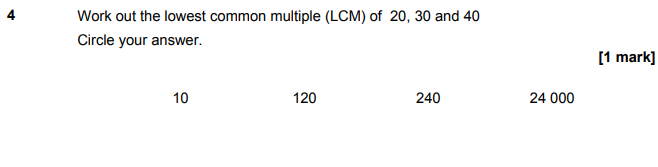 4 Work out the lowest common multiple (LCM) of 20, 30 and 40
Circle your answer.
[1 mark]
10 120 240 24 000